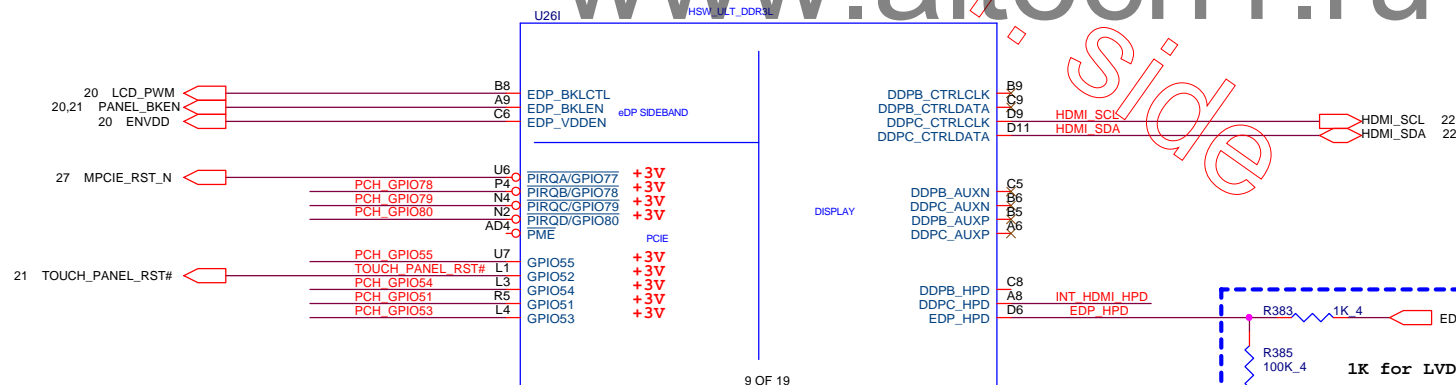 www.aitech1.ru
U26I
HSW_ULT_DDR3L
side
20 LCD_PWM
20,21 PANEL_BKEN
20 ENVDD
B8
A9
C6
EDP_BKLCTL
EDP_BKLEN
EDP_VDDEN
eDP SIDEBAND
27 MPCIE_RST_N
PCH_GPIO78
PCH_GPIO79
PCH_GPIO80
U6
P4
N4
N2
AD4
PIRQA/GPIO77 +3V
PIRQB/GPIO78 +3V
PIRQC/GPIO79 +3V
PIRQD/GPIO80 +3V
PME
PCIE
21 TOUCH_PANEL_RST#
PCH_GPIO55
TOUCH_PANEL_RST#
PCH_GPIO54
PCH_GPIO51
PCH_GPIO53
U7
L1
L3
R5
L4
GPIO55 +3V
GPIO52 +3V
GPIO54 +3V
GPIO51 +3V
GPIO53 +3V
DISPLAY
DDPB_CTRLCLK B9
DDPB_CTRLDATA C9
DDPC_CTRLCLK D9 HDMI_SCL HDMI_SCL 22
DDPC_CTRLDATA D11 HDMI_SDA HDMI_SDA 22
DDPB_AUXN C5
DDPC_AUXN B6
DDPB_AUXP B5
DDPC_AUXP A6
DDPB_HPD C8
DDPC_HPD A8 INT_HDMI_HPD
EDP_HPD D6 EDP_HPD
R383 1K_4 ED
R385
100K_4
1K for LVD
9 OF 19